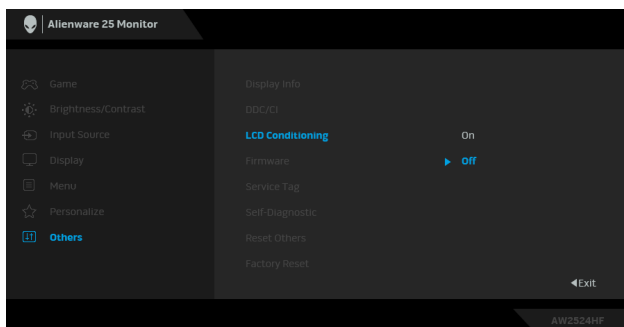 Alienware 25 Monitor
Game
Display Info
Brightness/Contrast
DDC/CI
Input Source
LCD Conditioning
On
Display
Firmware
Off
Menu
Service Tag
Personalize
Self-Diagnostic
Others
Reset Others
Factory Reset
Exit
AW2524HF